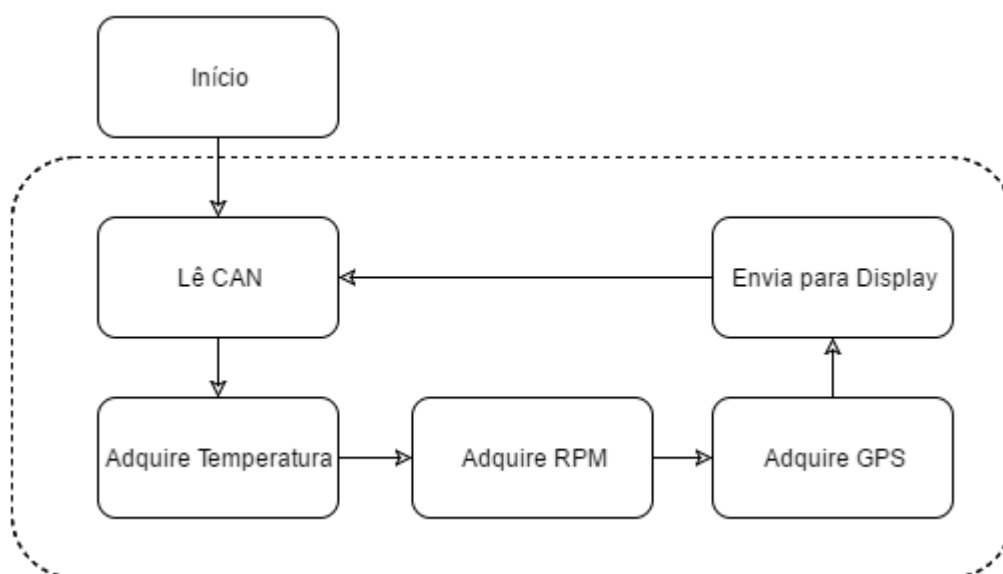 Início
Lê CAN
Envia para Display
Adquire Temperatura
Adquire RPM
Adquire GPS